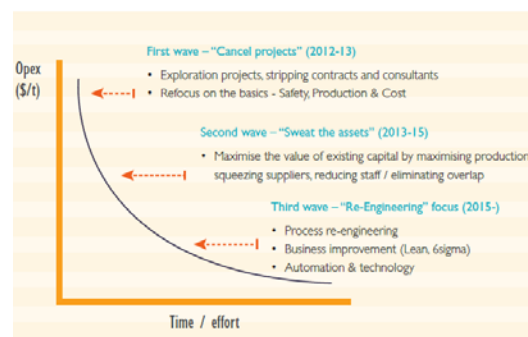 First wave – “Cancel projects” (2012-13)
Opex
($/t)
• Exploration projects, stripping contracts and consultants
• Refocus on the basics - Safety, Production & Cost
Second wave – “Sweat the assets” (2013-15)
• Maximise the value of existing capital by maximising production
squeezing suppliers, reducing staff / eliminating overlap
Third wave – “Re-Engineering” focus (2015-)
• Process re-engineering
• Business improvement (Lean, 6sigma)
• Automation & technology
Time / effort